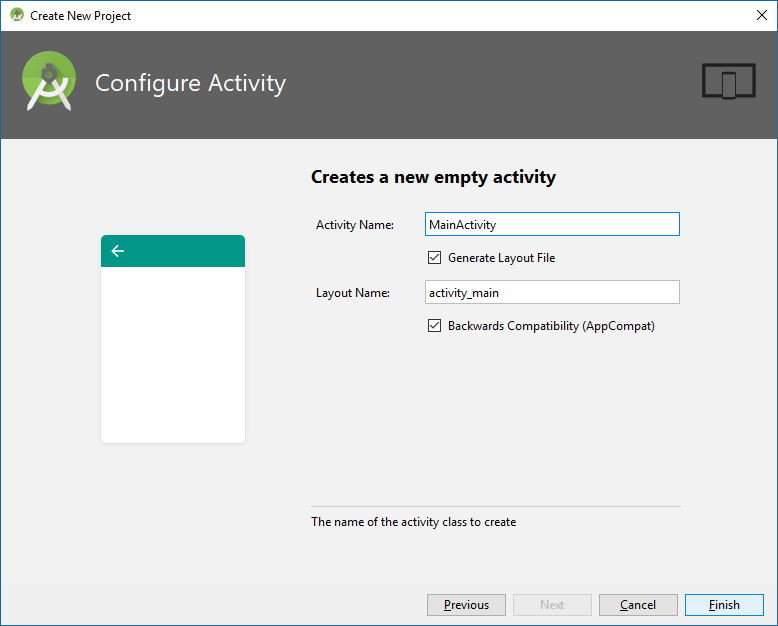 Create New Project
Configure Activity
Creates a new empty activity
Activity Name: MainActivity
Generate Layout File
Layout Name: activity_main
Backwards Compatibility (AppCompat)
The name of the activity class to create
Previous Next Cancel Finish